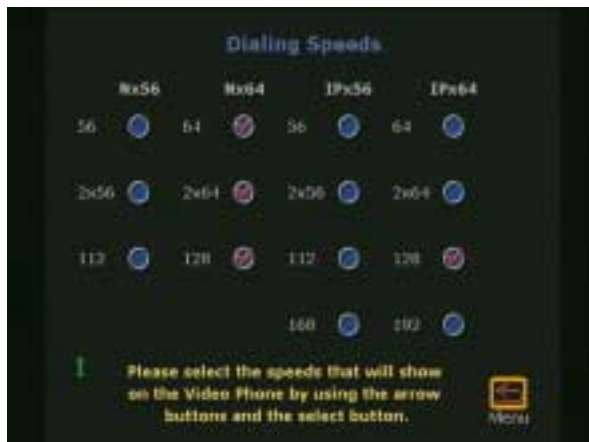 Dialing Speeds
Nx56 Nx64 IPx56 IPx64
56 64 56 64
2x56 2x64 2x56 2x64
112 128 112 128
168 192
Please select the speeds that will show
on the Video Phone by using the arrow
buttons and the select button.
Menu